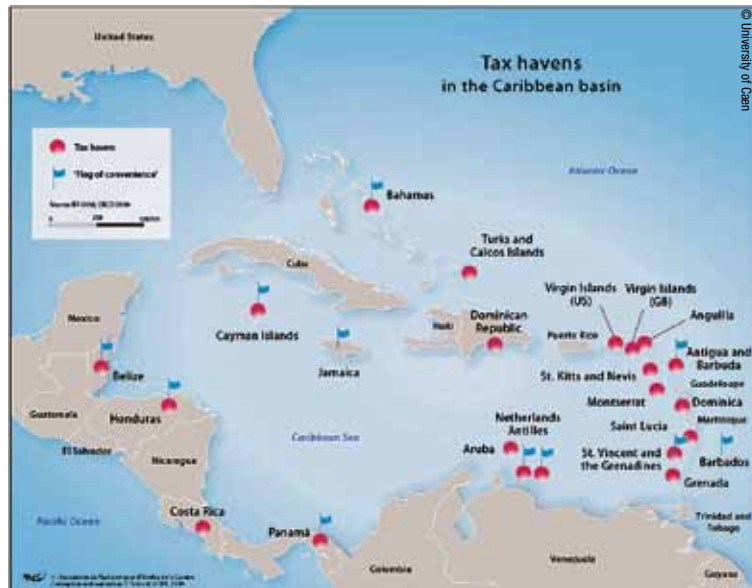 © University of Caen
United States
Tax havens
in the Caribbean basin
Tax haven
'Flag of convenience'
Atlantic Ocean
Bahamas
Turks and
Caicos Islands
Cuba
Mexico
Cayman Islands
Jamaica
Haiti
Dominican
Republic
Puerto Rico
Virgin Islands
(US)
Virgin Islands
(GB)
Anguilla
Antigua and
Barbuda
Belize
St. Kitts and Nevis
Guadeloupe
Montserrat
Dominica
Guatemala
Honduras
Martinique
Saint Lucia
El Salvador
Nicaragua
Caribbean Sea
Netherlands
Antilles
Aruba
St. Vincent and
the Grenadines
Barbados
Grenada
Costa Rica
Pacific Ocean
Panamá
Trinidad and
Tobago
Colombia
Venezuela
Guyana